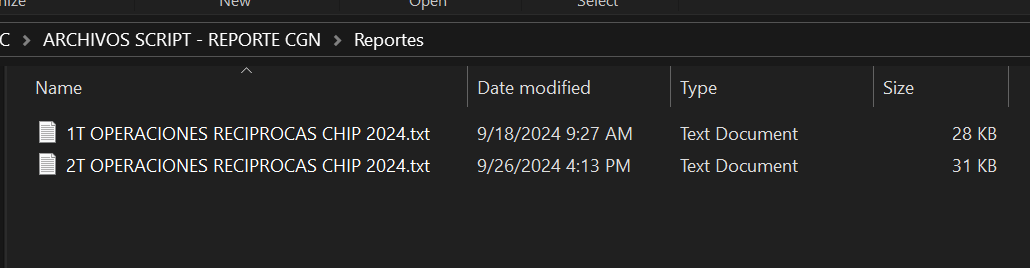 New Open Select
C > ARCHIVOS SCRIPT - REPORTE CGN > Reportes
Name Date modified Type Size
1T OPERACIONES RECIPROCAS CHIP 2024.txt 9/18/2024 9:27 AM Text Document 28 KB
2T OPERACIONES RECIPROCAS CHIP 2024.txt 9/26/2024 4:13 PM Text Document 31 KB